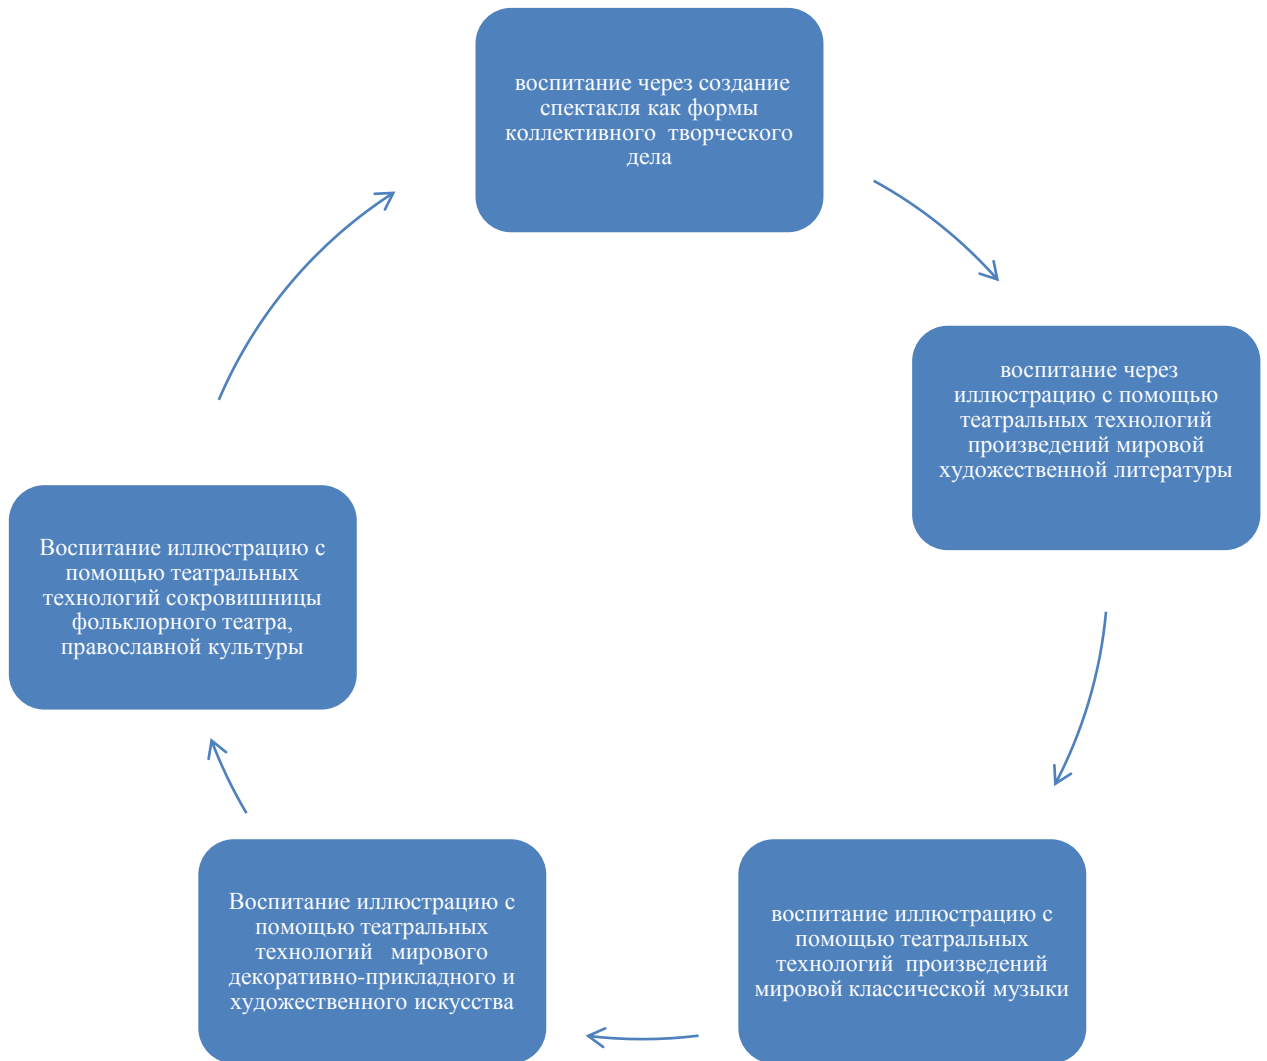 воспитание через создание
спектакля как формы
коллективного творческого
дела
воспитание через
иллюстрацию с помощью
театральных технологий
произведений мировой
художественной литературы
воспитание иллюстрацию с
помощью театральных
технологий произведений
мировой классической музыки
Воспитание иллюстрацию с
помощью театральных
технологий мирового
декоративно-прикладного и
художественного искусства
Воспитание иллюстрацию с
помощью театральных
технологий сокровишницы
фольклорного театра,
православной культуры